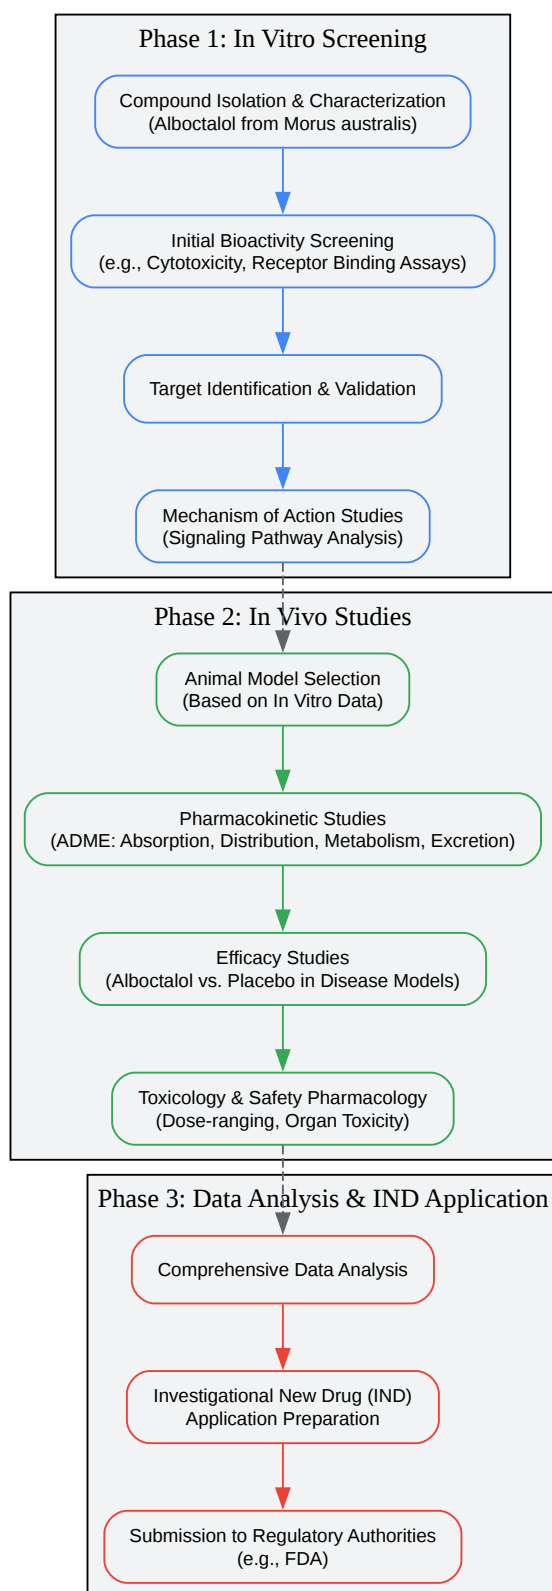 Phase 1: In Vitro Screening
Compound Isolation & Characterization
(Alboctalol from Morus australis)
Initial Bioactivity Screening
(e.g., Cytotoxicity, Receptor Binding Assays)
Target Identification & Validation
Mechanism of Action Studies
(Signaling Pathway Analysis)
Phase 2: In Vivo Studies
Animal Model Selection
(Based on In Vitro Data)
Pharmacokinetic Studies
(ADME: Absorption, Distribution, Metabolism, Excretion)
Efficacy Studies
(Alboctalol vs. Placebo in Disease Models)
Toxicology & Safety Pharmacology
(Dose-ranging, Organ Toxicity)
Phase 3: Data Analysis & IND Application
Comprehensive Data Analysis
Investigational New Drug (IND)
Application Preparation
Submission to Regulatory Authorities
(e.g., FDA)